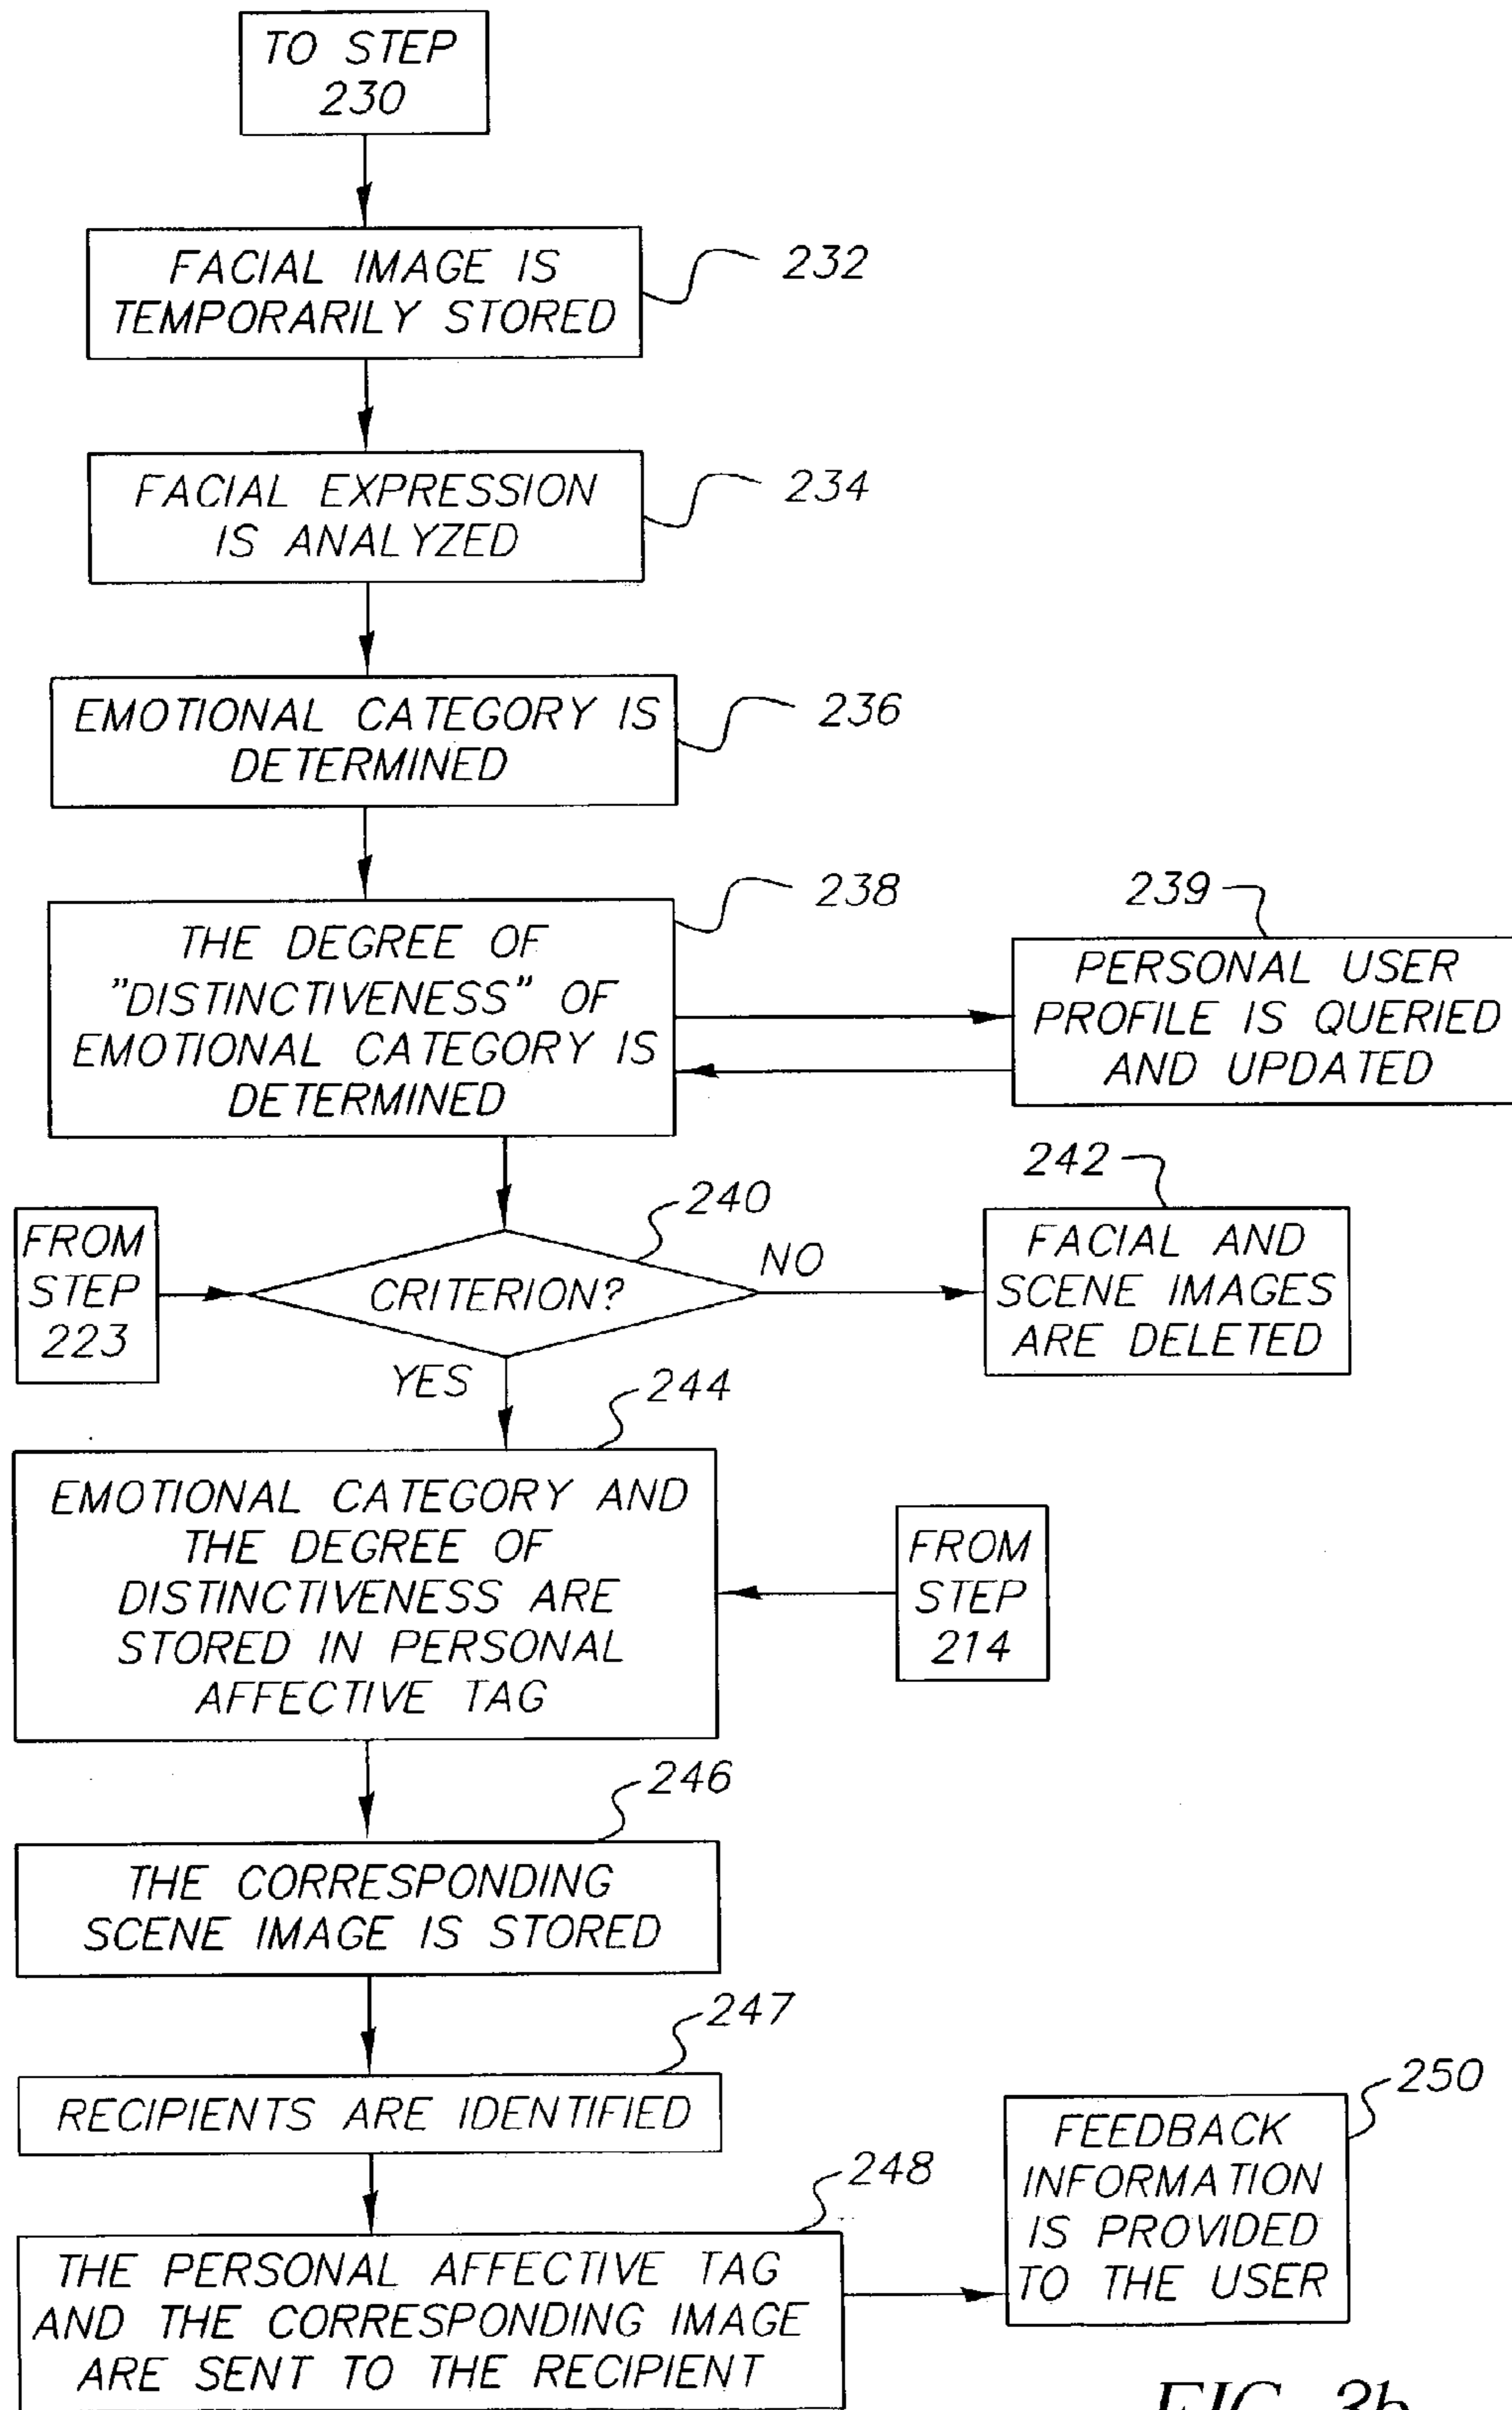 TO STEP
230
FACIAL IMAGE IS
TEMPORARILY STORED
232
FACIAL EXPRESSION
IS ANALYZED
234
EMOTIONAL CATEGORY IS
DETERMINED
236
THE DEGREE OF
"DISTINCTIVENESS" OF
EMOTIONAL CATEGORY IS
DETERMINED
238
239
PERSONAL USER
PROFILE IS QUERIED
AND UPDATED
FROM
STEP
223
CRITERION?
240
NO
242
FACIAL AND
SCENE IMAGES
ARE DELETED
YES
244
EMOTIONAL CATEGORY AND
THE DEGREE OF
DISTINCTIVENESS ARE
STORED IN PERSONAL
AFFECTIVE TAG
FROM
STEP
214
246
THE CORRESPONDING
SCENE IMAGE IS STORED
247
RECIPIENTS ARE IDENTIFIED
248
THE PERSONAL AFFECTIVE TAG
AND THE CORRESPONDING IMAGE
ARE SENT TO THE RECIPIENT
250
FEEDBACK
INFORMATION
IS PROVIDED
TO THE USER
FIG. 3b